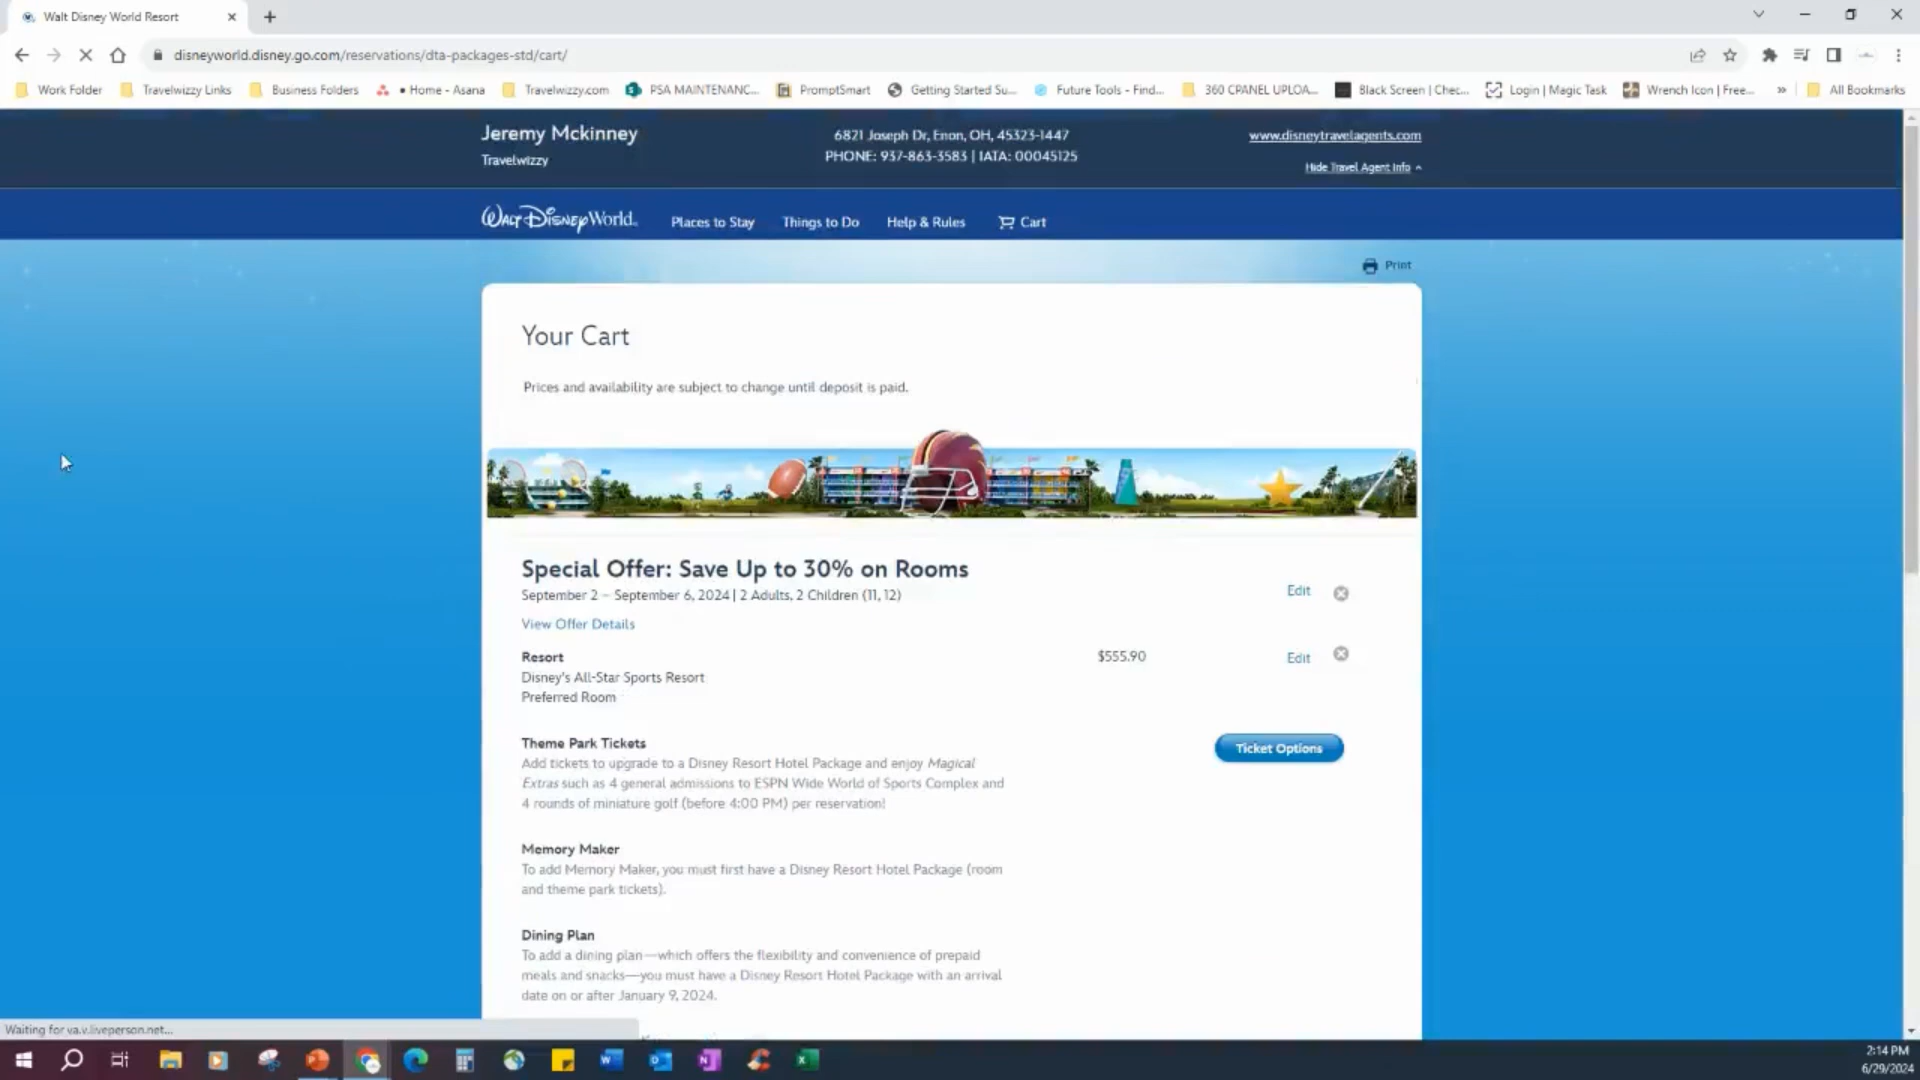 Walt Disney World Resort
disneyworld.disney.go.com/reservations/dta-packages-std/cart/
Work Folder
Travelwizzy Links
Business Folders
• Home - Asana
Travelwizzy.com
PSA MAINTENANC...
PromptSmart
Getting Started Su...
Future Tools - Find...
360 CPANEL UPLOA...
Black Screen | Chec...
Login | Magic Task
Wrench Icon | Free...
»
All Bookmarks
Jeremy Mckinney
Travelwizzy
6821 Joseph Dr, Enon, OH, 45323-1447
PHONE: 937-863-3583 | IATA: 00045125
www.disneytravelagents.com
Hide Travel Agent Info
Walt Disney World.
Places to Stay
Things to Do
Help & Rules
Cart
Print
Your Cart
Prices and availability are subject to change until deposit is paid.
Special Offer: Save Up to 30% on Rooms
September 2 – September 6, 2024 | 2 Adults, 2 Children (11, 12)
Edit
View Offer Details
Resort
$555.90
Edit
Disney's All-Star Sports Resort
Preferred Room
Theme Park Tickets
Ticket Options
Add tickets to upgrade to a Disney Resort Hotel Package and enjoy Magical
Extras such as 4 general admissions to ESPN Wide World of Sports Complex and
4 rounds of miniature golf (before 4:00 PM) per reservation!
Memory Maker
To add Memory Maker, you must first have a Disney Resort Hotel Package (room
and theme park tickets).
Dining Plan
To add a dining plan—which offers the flexibility and convenience of prepaid
meals and snacks—you must have a Disney Resort Hotel Package with an arrival
date on or after January 9, 2024.
Waiting for va.v.liveperson.net...
2:14 PM
6/29/2024